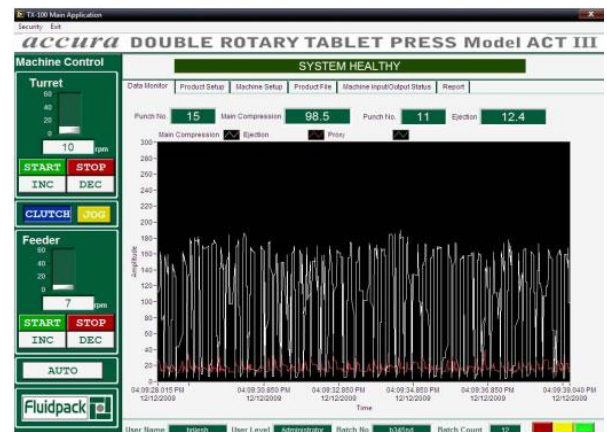 TX-100 Main Application
Security Exit
accura DOUBLE ROTARY TABLET PRESS Model ACT III
Machine Control
SYSTEM HEALTHY
Turret
Data Monitor Product Setup Machine Setup Product File Machine Input/Output Status Report
60
40
20
0
10 rpm
START STOP
INC DEC
CLUTCH JOG
Feeder
60
40
20
0
7 rpm
START STOP
INC DEC
AUTO
Fluidpack
Punch No. 15 Main Compression 98.5 Punch No. 11 Ejection 12.4
Main Compression Ejection Proxy
300
280
260
240
220
200
180
160
140
120
100
80
60
40
20
0
Amplitude
04:09:28.015 PM 04:09:30.850 PM 04:09:32.850 PM 04:09:34.850 PM 04:09:36.850 PM 04:09:39.040 PM
12/12/2009 12/12/2009 12/12/2009 12/12/2009 12/12/2009 12/12/2009
Time
User Name brijesh User Level Administrator Batch No. Batch Count 12